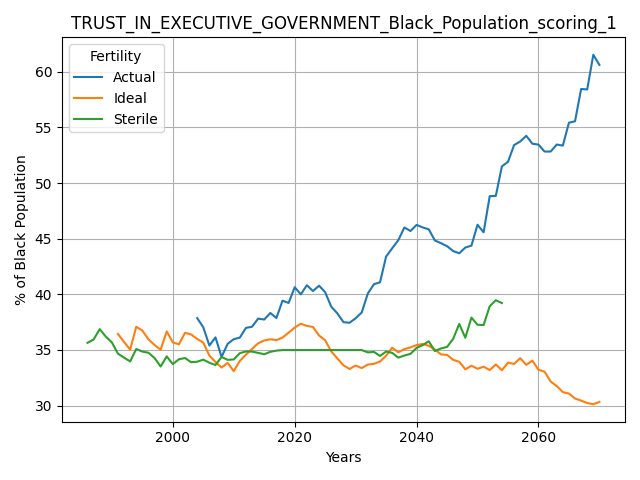 TRUST_IN_EXECUTIVE_GOVERNMENT_Black_Population_scoring_1
Fertility
Actual
Ideal
Sterile
60
55
50
45
40
35
30
% of Black Population
2000
2020
2040
2060
Years